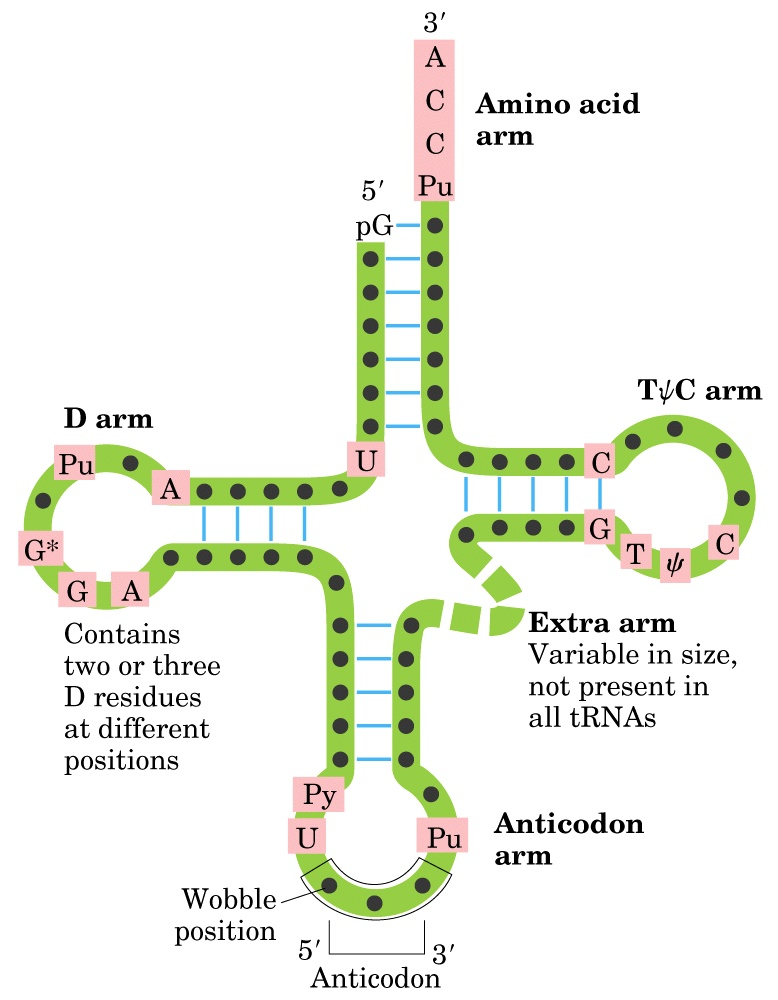 3′
A
C
C
Pu
Amino acid
arm
5′
pG
TψC arm
D arm
Pu
A
U
C
G*
G
A
G
T
ψ
C
Contains
two or three
D residues
at different
positions
Extra arm
Variable in size,
not present in
all tRNAs
Py
U
Pu
Anticodon
arm
Wobble
position
5′
3′
Anticodon